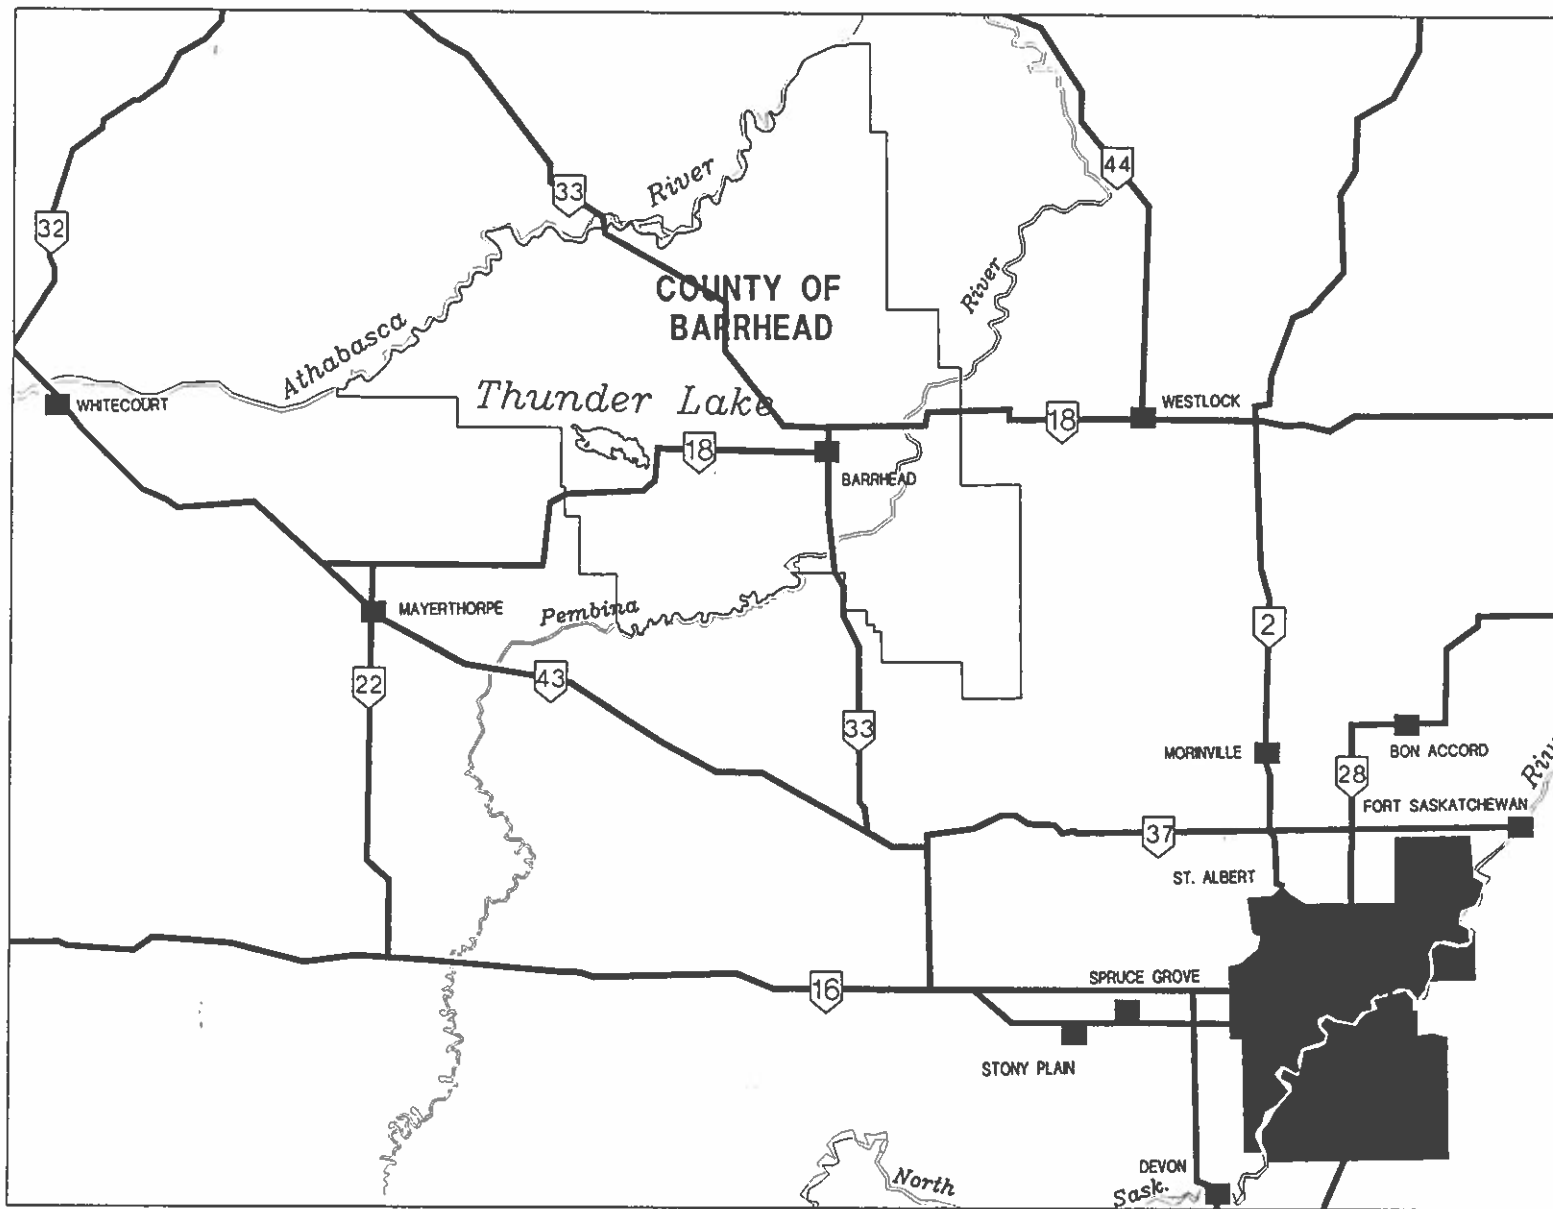 44
33
River
32
River
COUNTY OF
BARRHEAD
Athabasca
Thunder Lake
WHITECOURT
WESTLOCK
18
18
BARRHEAD
MAYERTHORPE
Pembina
2
22
43
33
MORINVILLE
BON ACCORD
28
FORT SASKATCHEWAN
37
ST. ALBERT
SPRUCE GROVE
16
STONY PLAIN
DEVON
North
Sask.